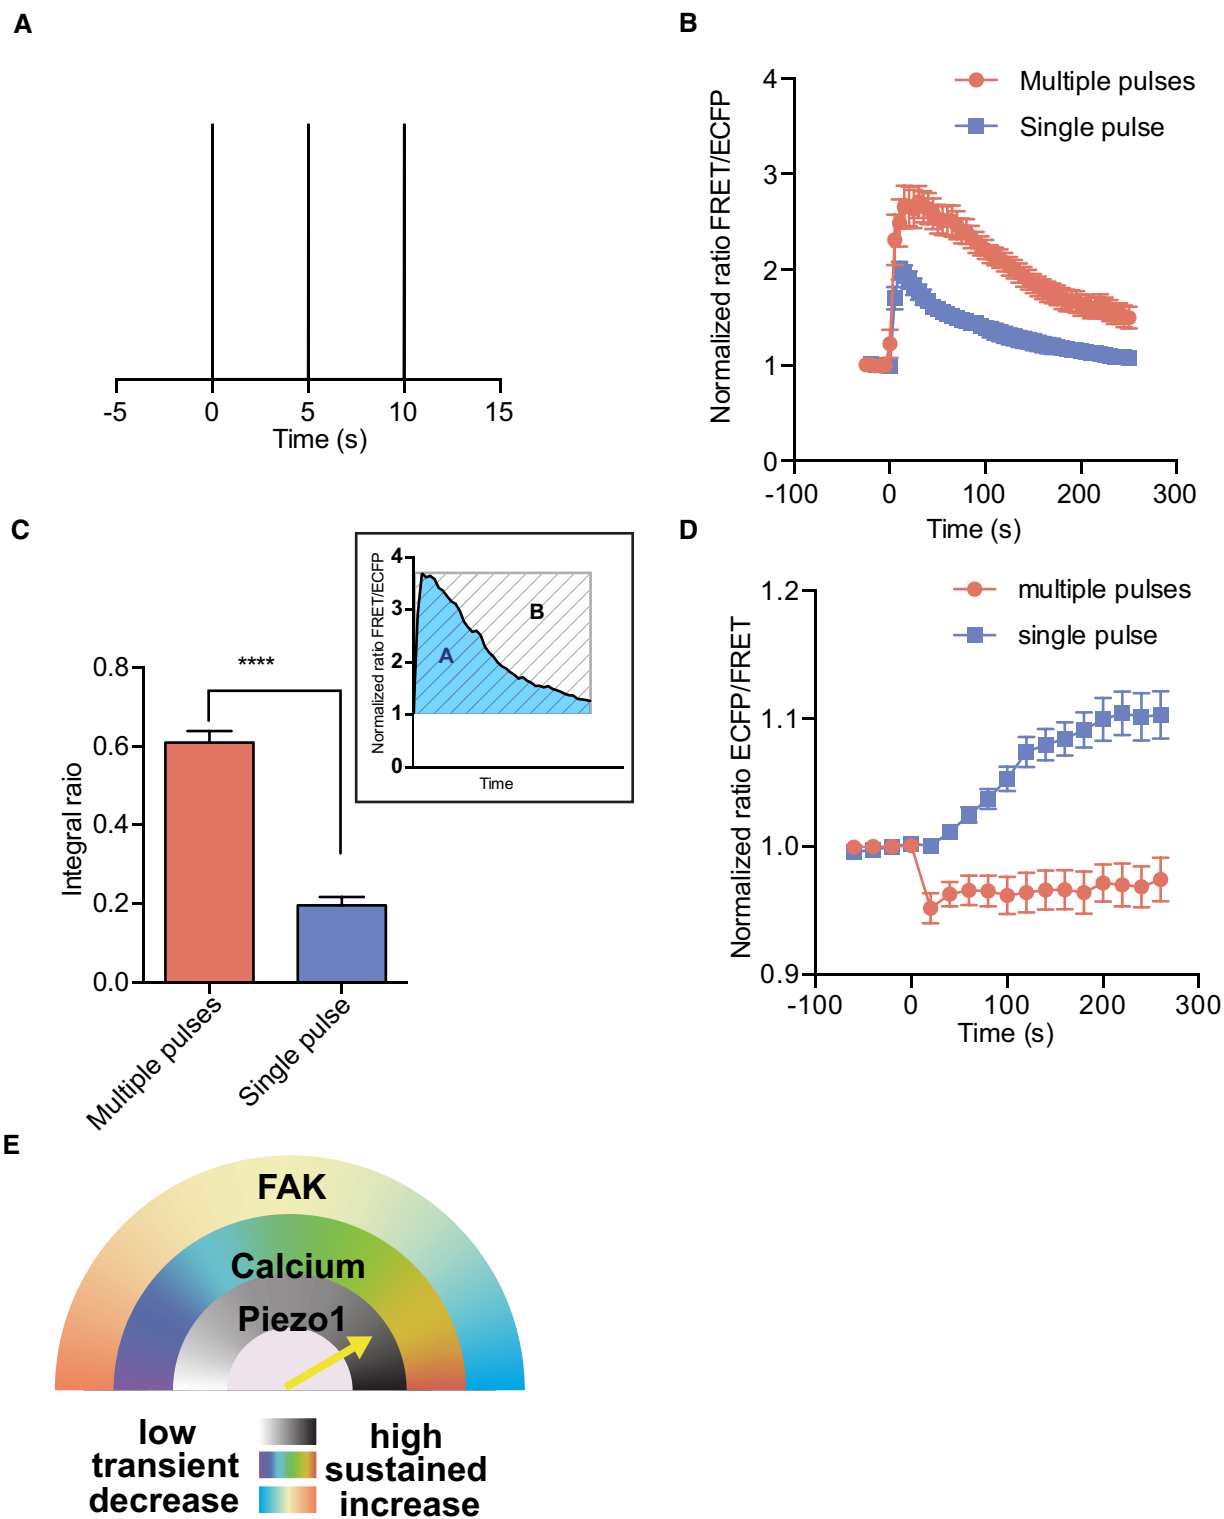 A
-5
0
5
10
15
Time (s)
B
Normalized ratio FRET/ECFP
4
3
2
1
0
-100
0
100
200
300
Time (s)
Multiple pulses
Single pulse
C
Integral raio
0.8
0.6
0.4
0.2
0.0
****
Multiple pulses
Single pulse
Normalized ratio FRET/ECFP
4
3
2
1
0
A
B
Time
D
Normalized ratio ECFP/FRET
1.2
1.1
1.0
0.9
-100
0
100
200
300
Time (s)
multiple pulses
single pulse
E
FAK
Calcium
Piezo1
low high
transient sustained
decrease increase